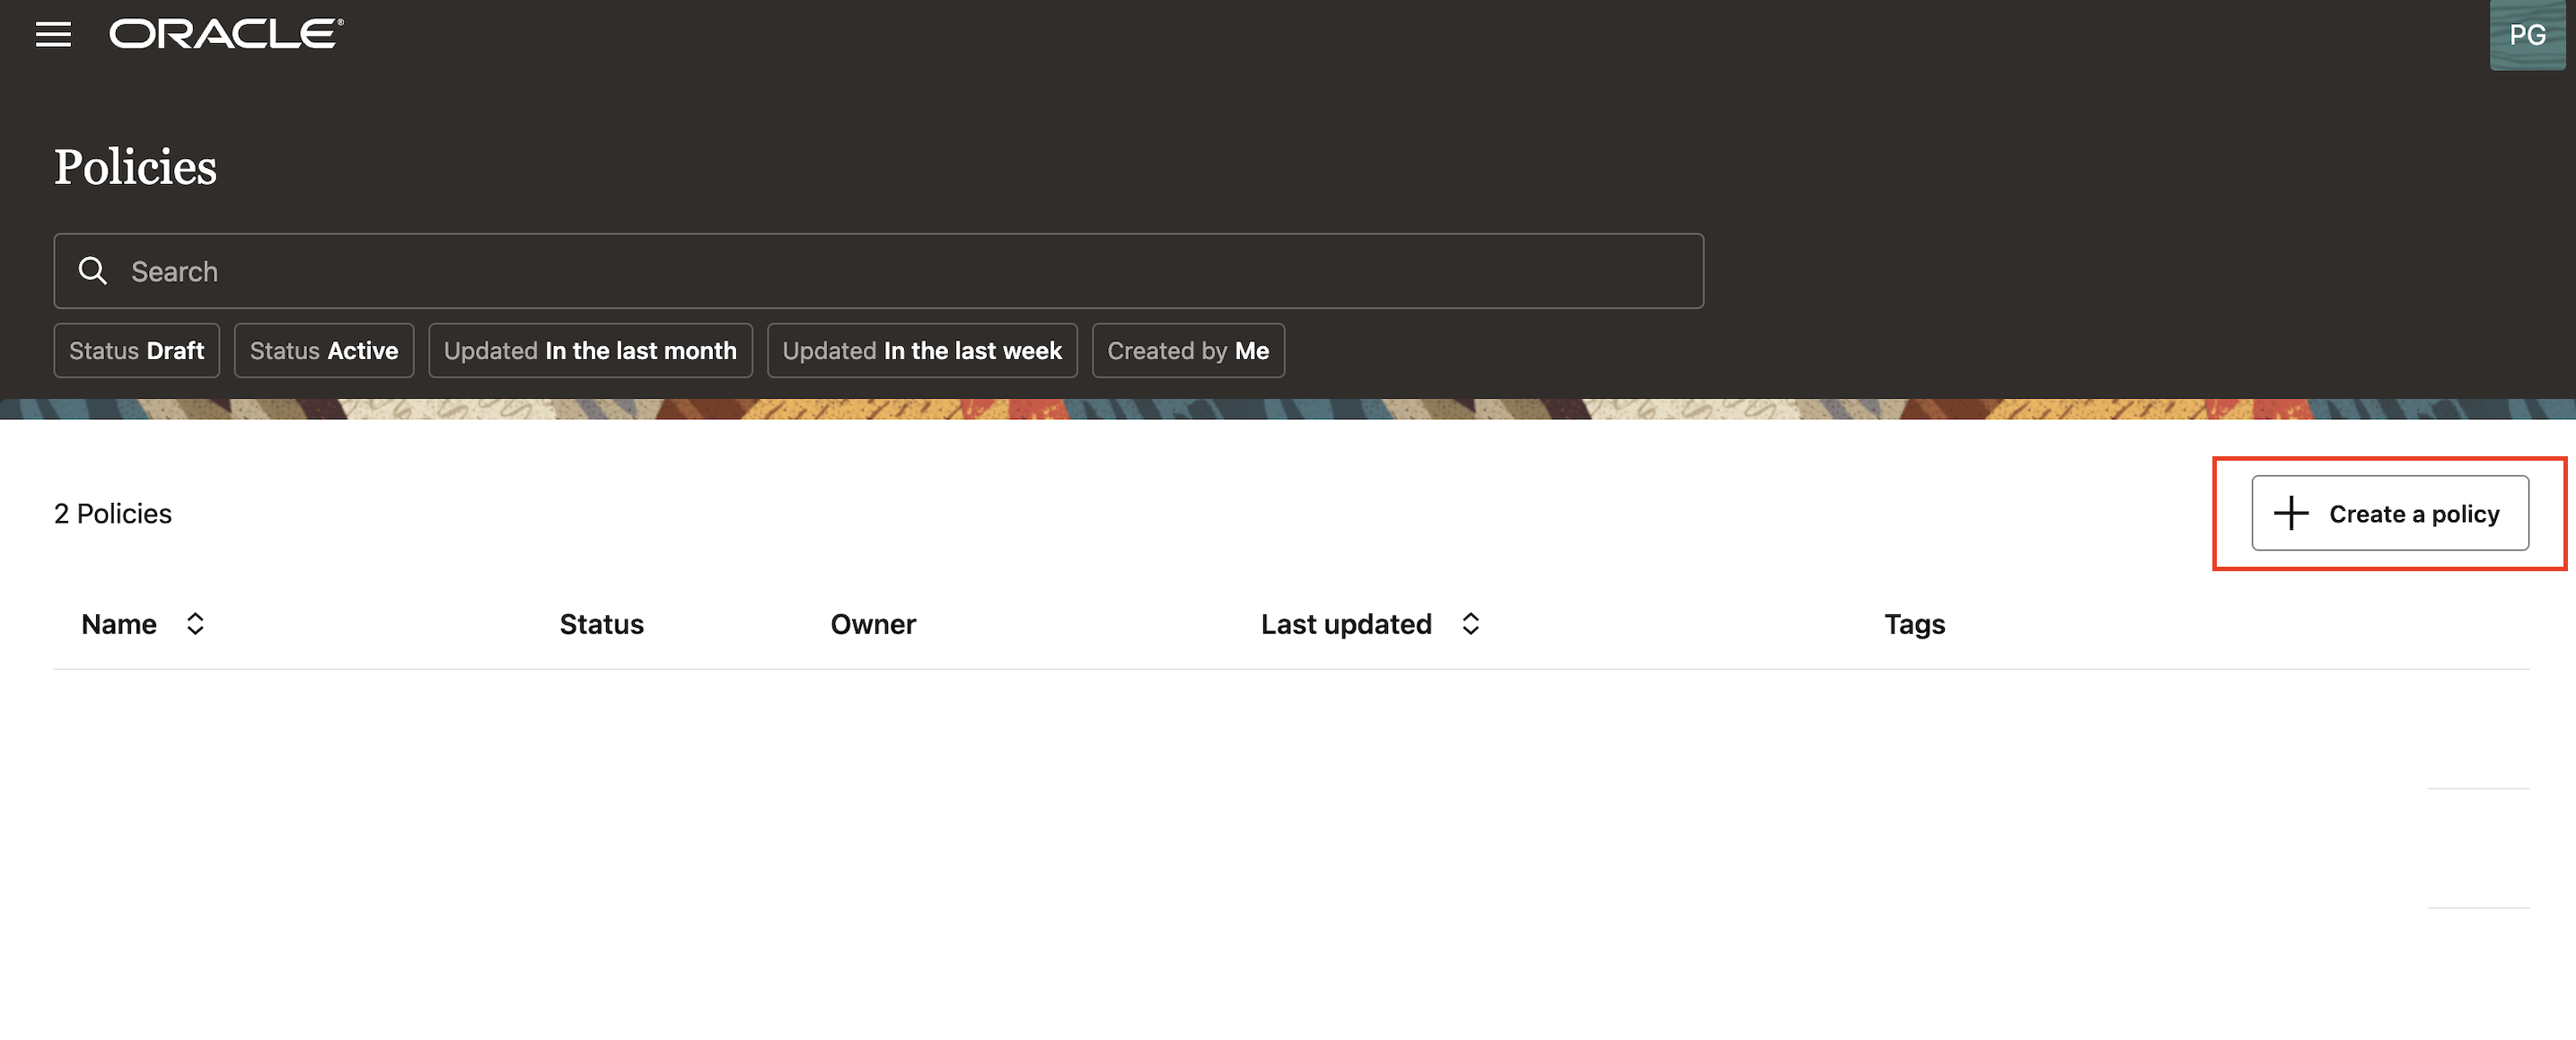 ORACLE®
PG
Policies
Search
Status Draft Status Active Updated In the last month Updated In the last week Created by Me
2 Policies
Create a policy
Name Status Owner Last updated Tags